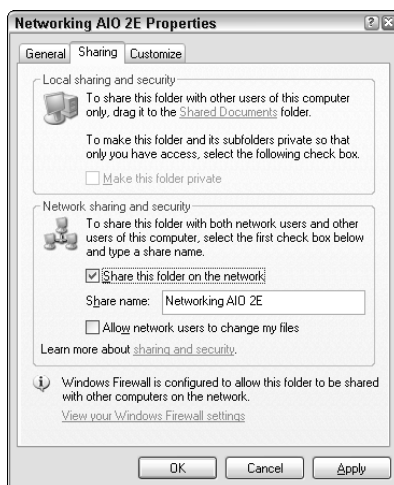 Networking AIO 2E Properties
General Sharing Customize
Local sharing and security
To share this folder with other users of this computer
only, drag it to the Shared Documents folder.
To make this folder and its subfolders private so that
only you have access, select the following check box.
Make this folder private
Network sharing and security
To share this folder with both network users and other
users of this computer, select the first check box below
and type a share name.
Share this folder on the network
Share name: Networking AIO 2E
Allow network users to change my files
Learn more about sharing and security.
Windows Firewall is configured to allow this folder to be shared
with other computers on the network.
View your Windows Firewall settings
OK Cancel Apply